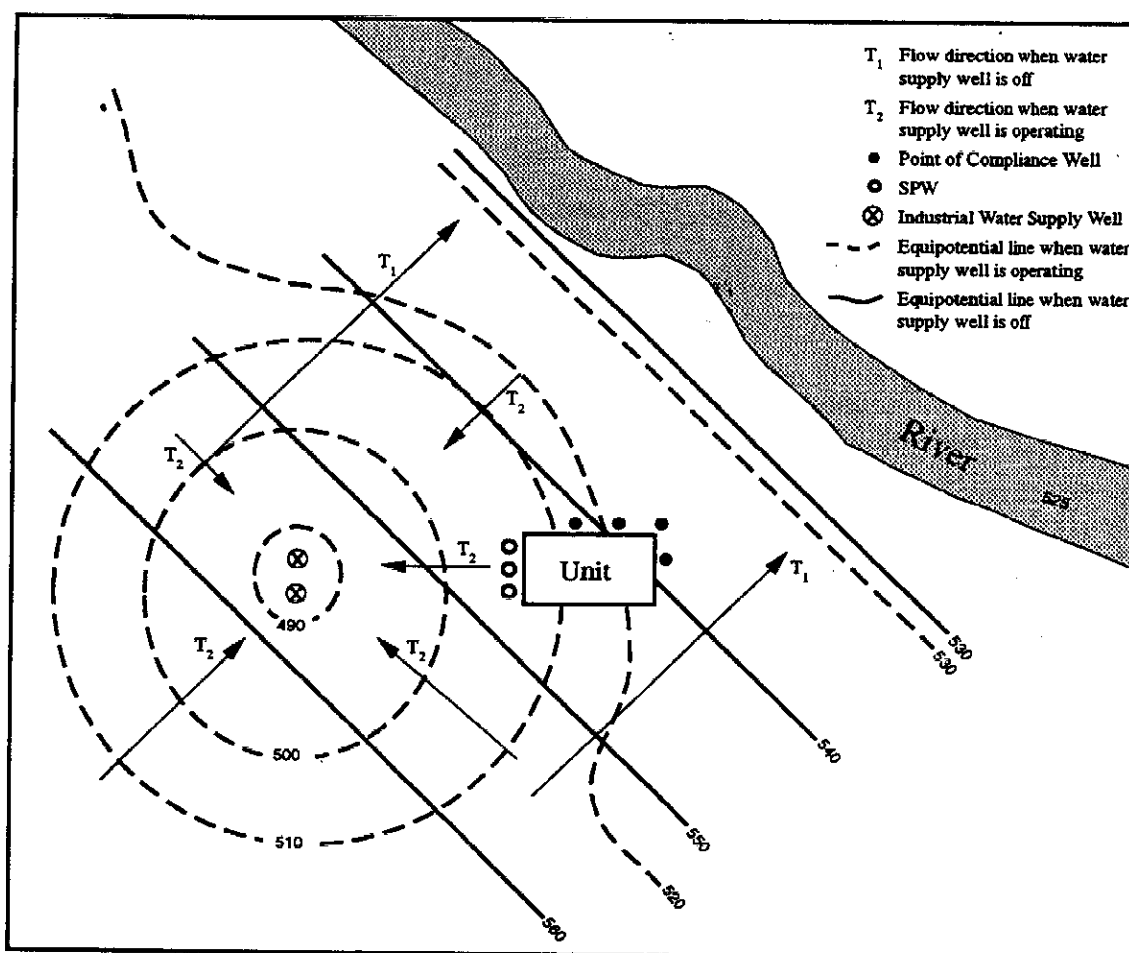 T1 Flow direction when water
supply well is off
T2 Flow direction when water
supply well is operating
Point of Compliance Well
SPW
Industrial Water Supply Well
Equipotential line when water
supply well is operating
Equipotential line when water
supply well is off
River
525
T1
T2
T2
T2
Unit
T1
490
T2
T2
530
530
500
540
510
550
520
560